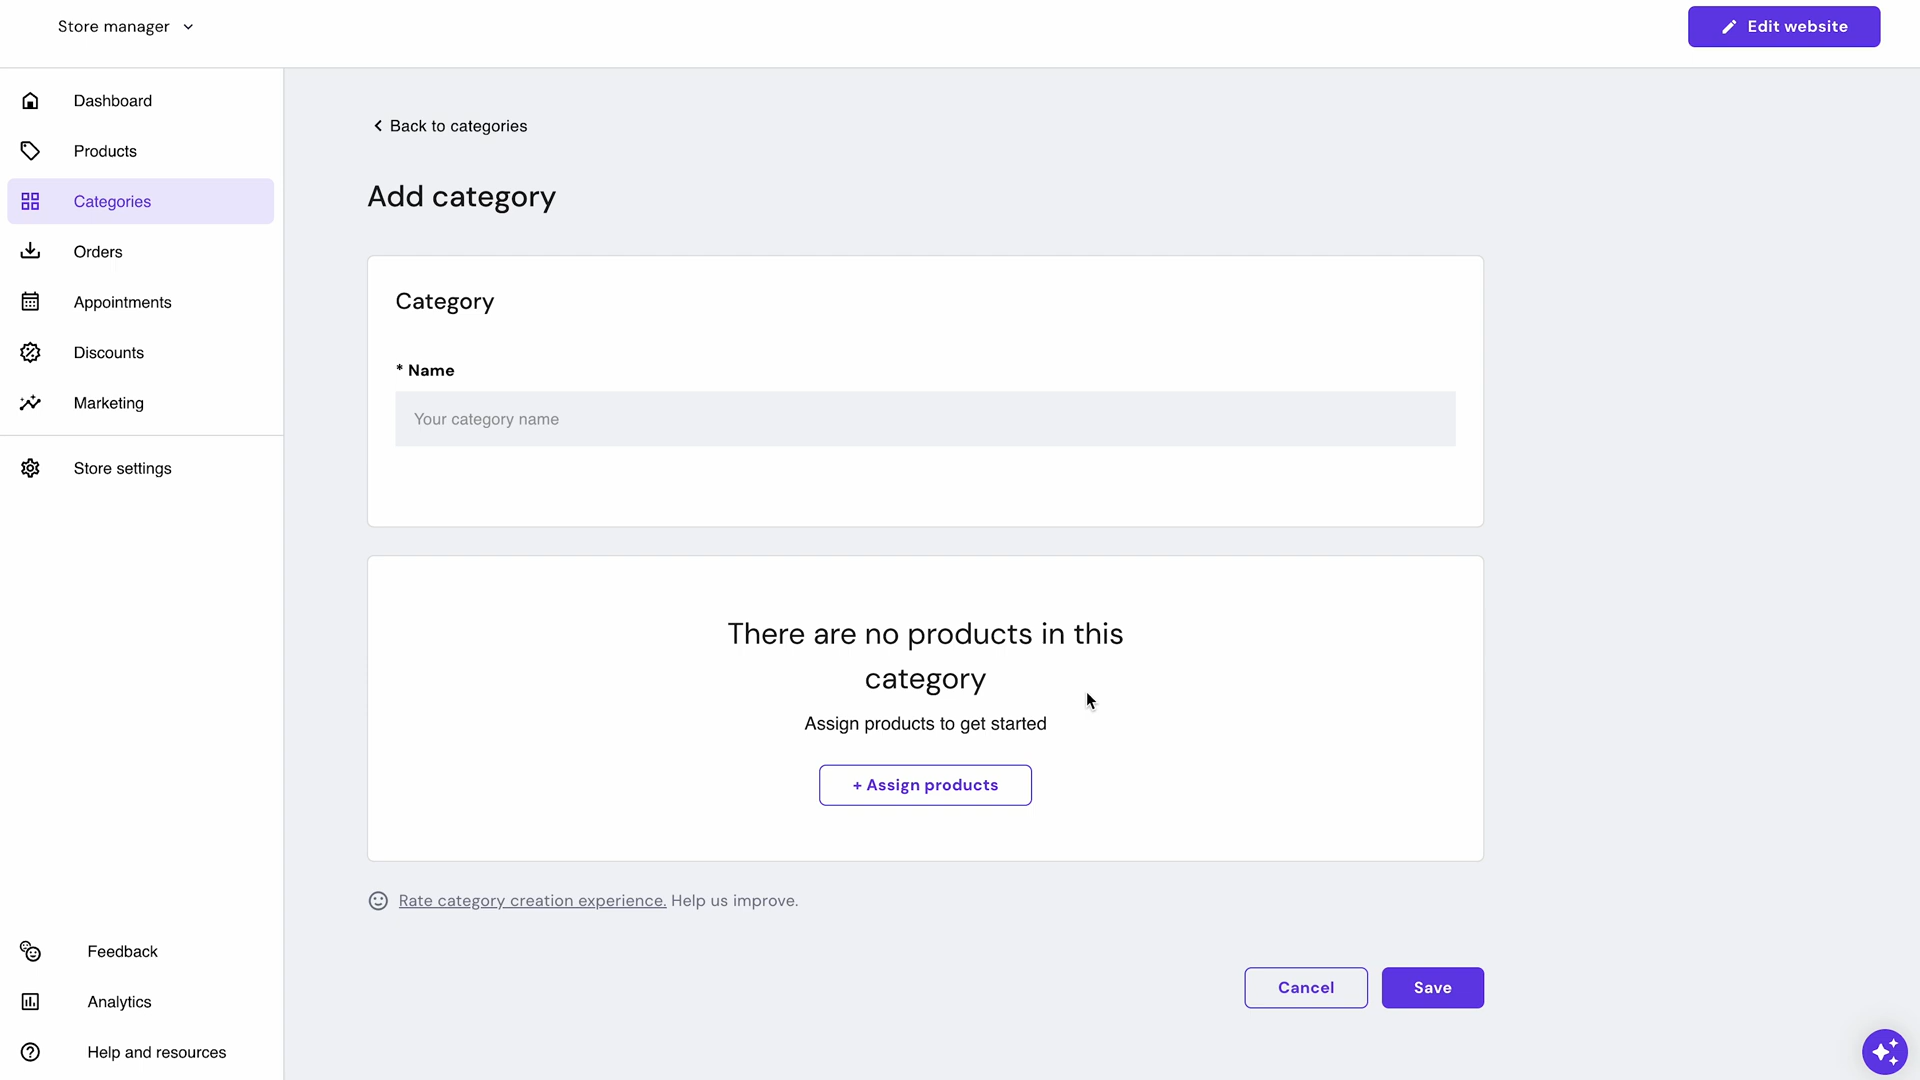 Store manager
Edit website
Dashboard
Products
Categories
Orders
Appointments
Discounts
Marketing
Store settings
Feedback
Analytics
Help and resources
Back to categories
Add category
Category
* Name
Your category name
There are no products in this
category
Assign products to get started
+ Assign products
Rate category creation experience. Help us improve.
Cancel
Save